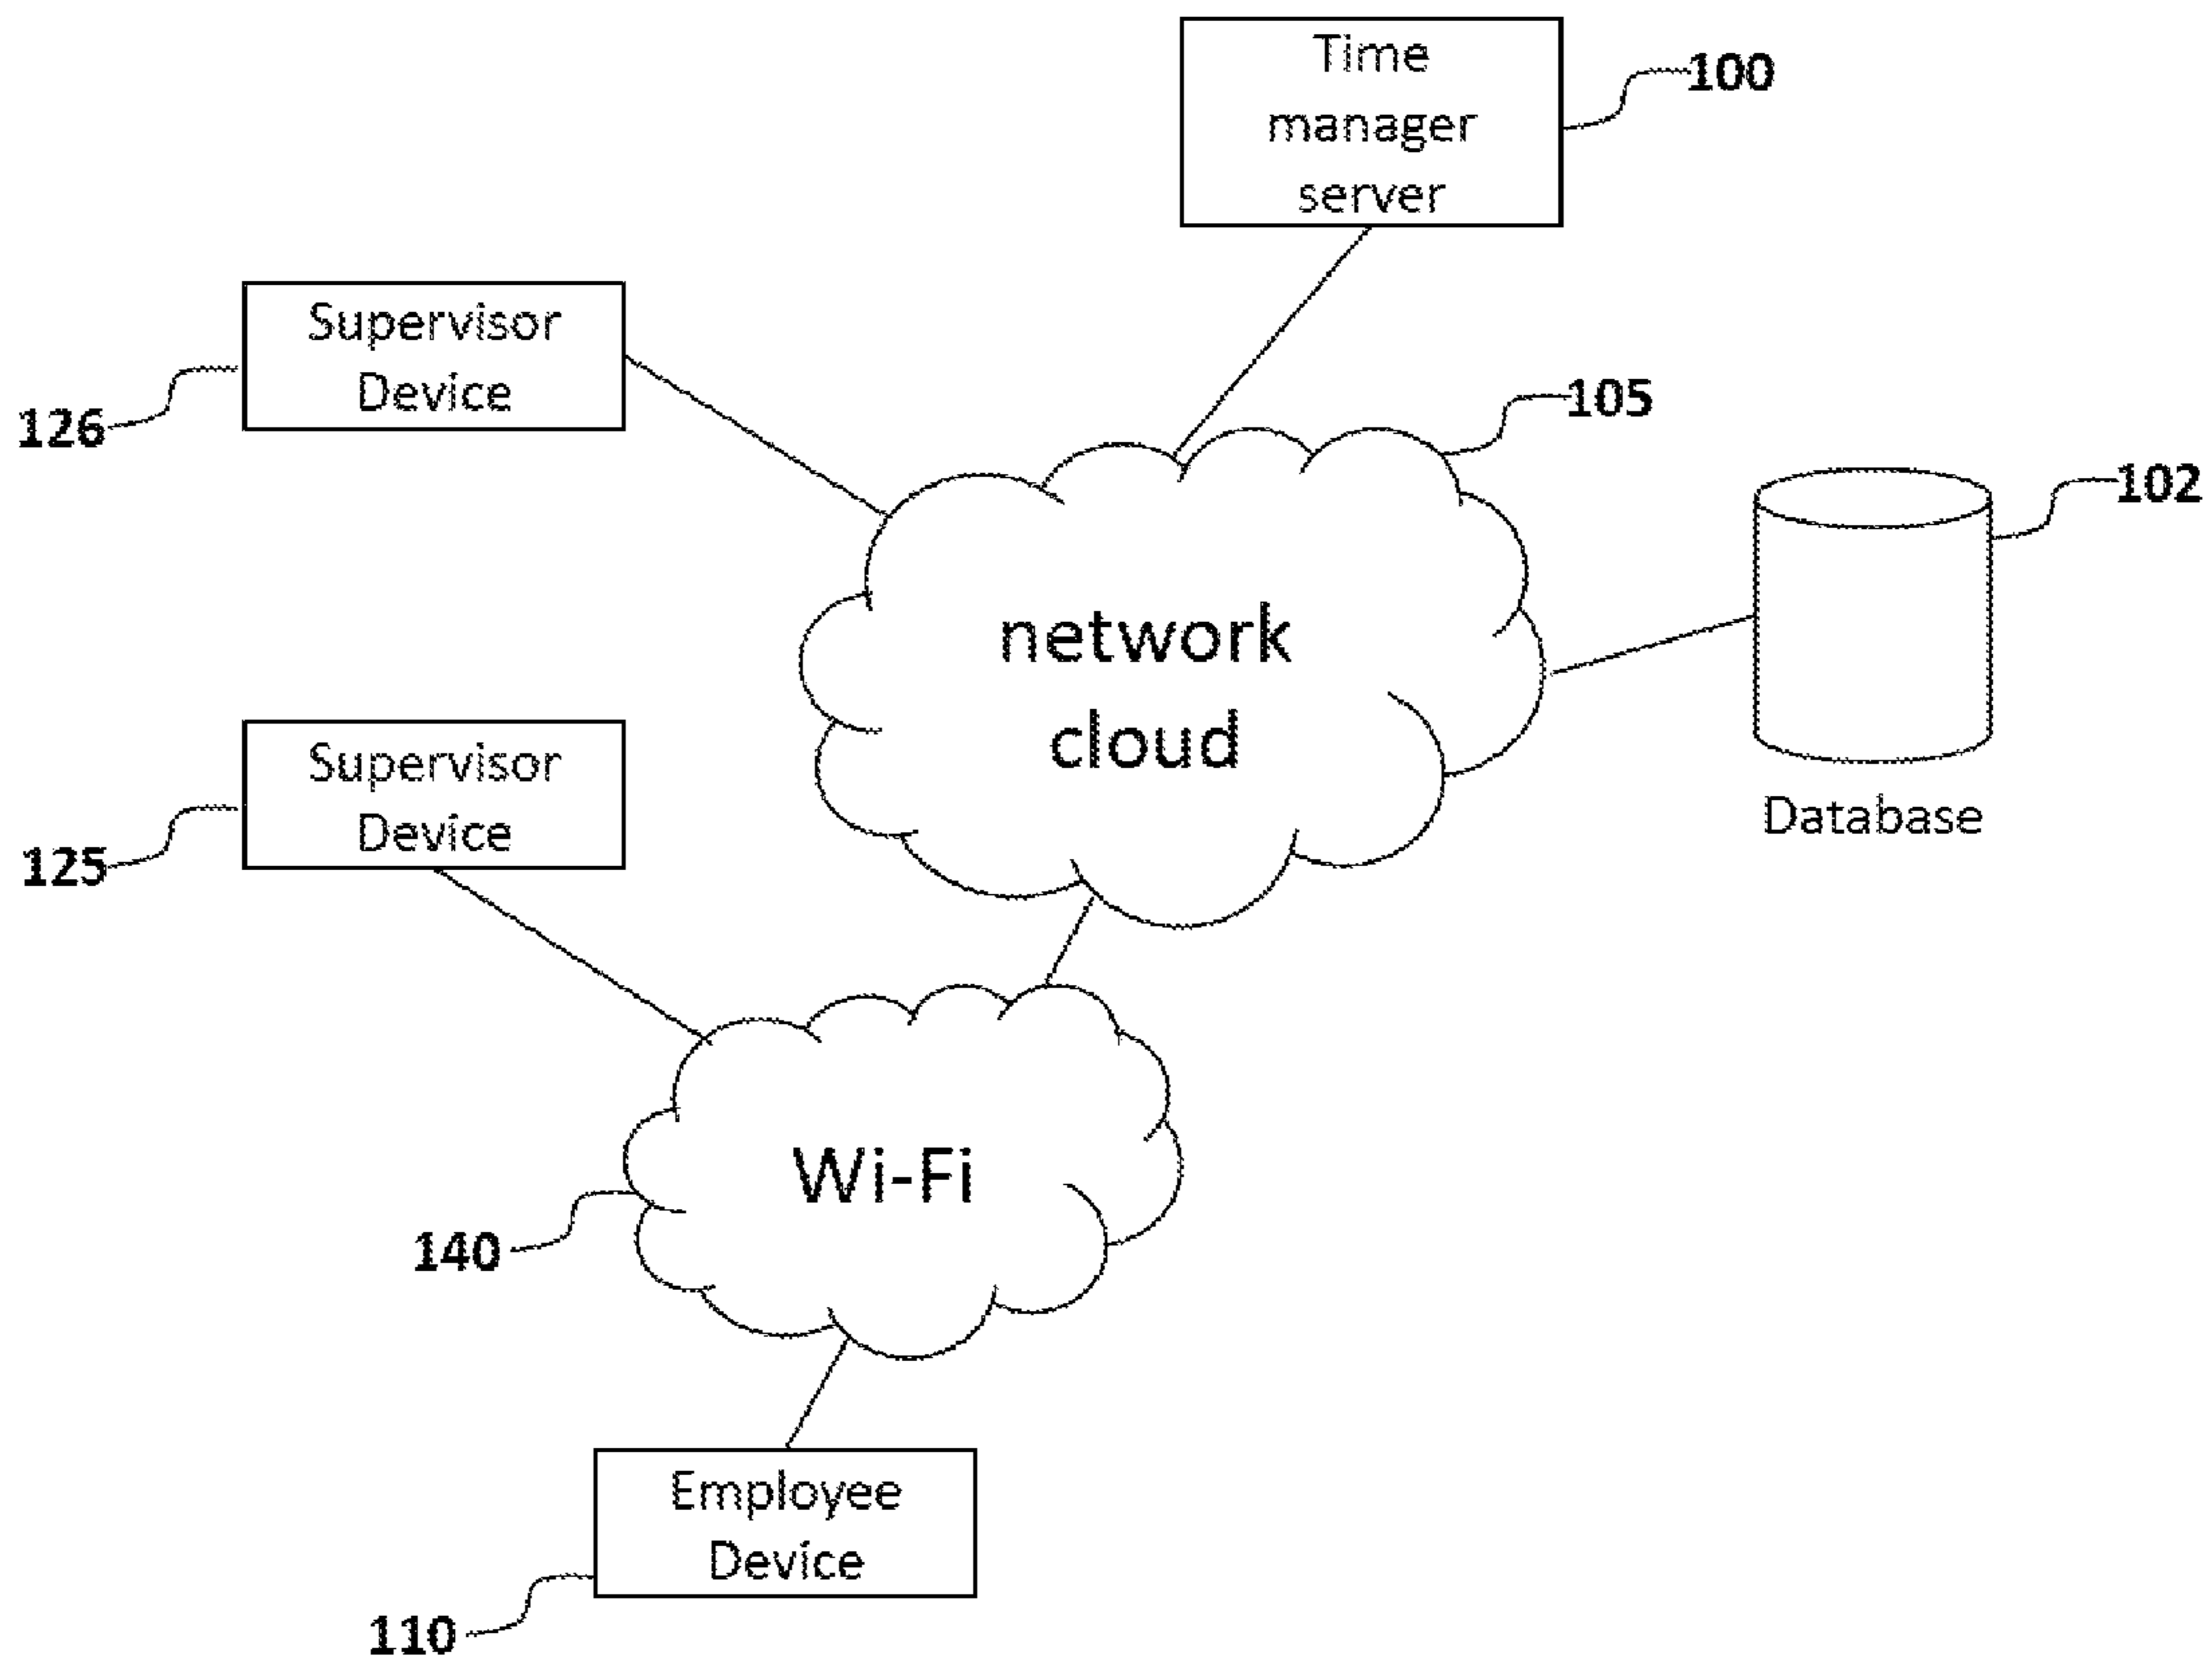 Time
manager
server
100
Supervisor
Device
126
105
102
network
cloud
Supervisor
Device
125
Database
Wi-Fi
140
Employee
Device
110